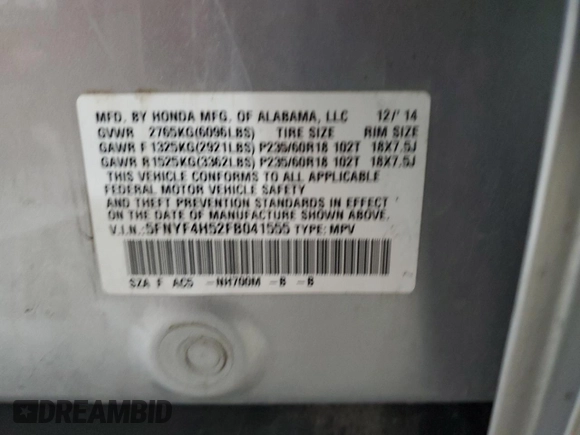 MFD. BY HONDA MFG. OF ALABAMA, LLC 12/'14
GVWR 2765KG(6096LBS) TIRE SIZE RIM SIZE
GAWR F 1325KG(2921LBS) P235/60R18 102T 18X7.5J
GAWR R 1525KG(3362LBS) P235/60R18 102T 18X7.5J
THIS VEHICLE CONFORMS TO ALL APPLICABLE
FEDERAL MOTOR VEHICLE SAFETY
AND THEFT PREVENTION STANDARDS IN EFFECT
ON THE DATE OF MANUFACTURE SHOWN ABOVE.
V.I.N.: 5FNYF4H52FB041555 TYPE: MPV
SZA F AC5 -NH700M -B -B
DREAMBID